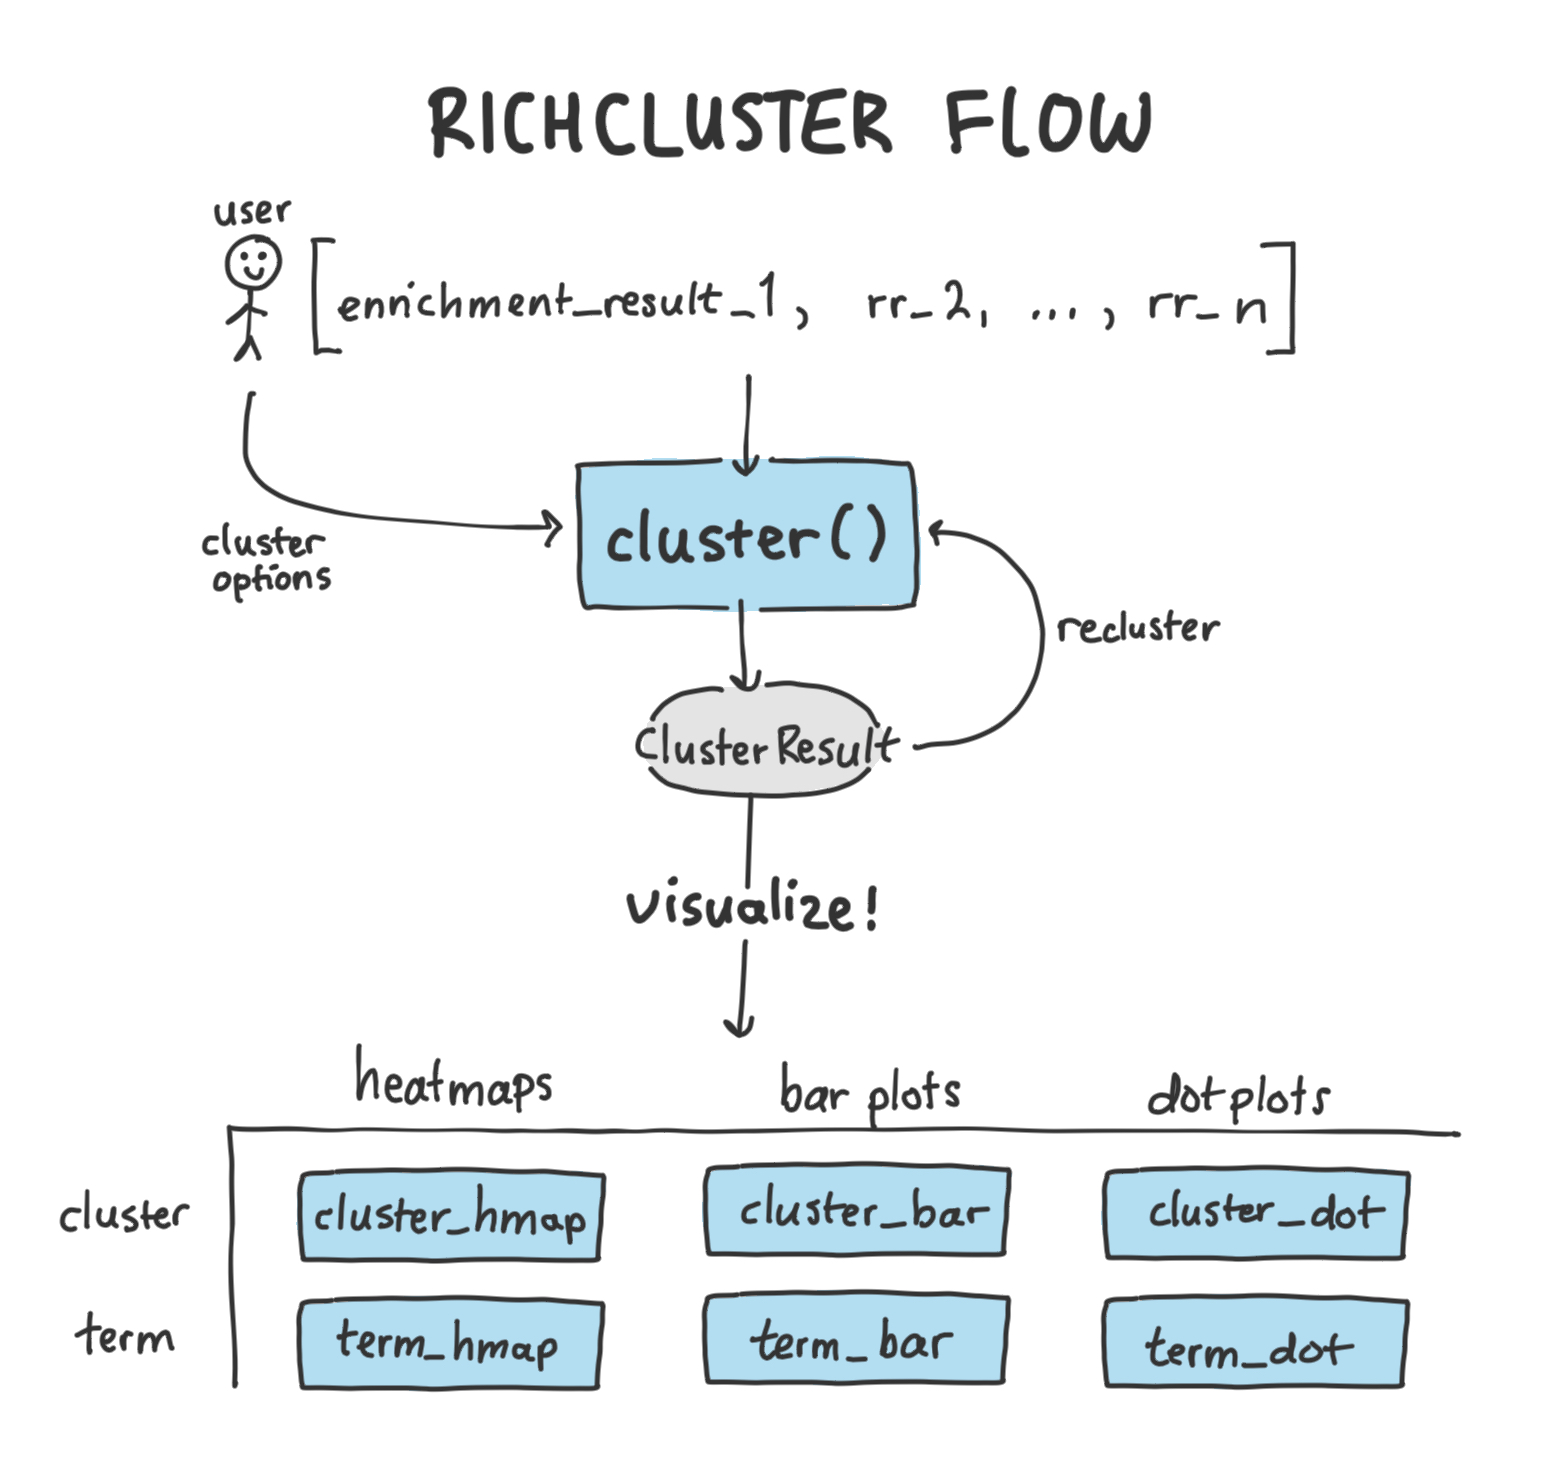 RICHCLUSTER FLOW
user
[enrichment_result_1, rr_2, ..., rr_n]
cluster()
cluster
options
recluster
ClusterResult
visualize!
heatmaps bar plots dotplots
cluster cluster_hmap cluster_bar cluster_dot
term term_hmap term_bar term_dot